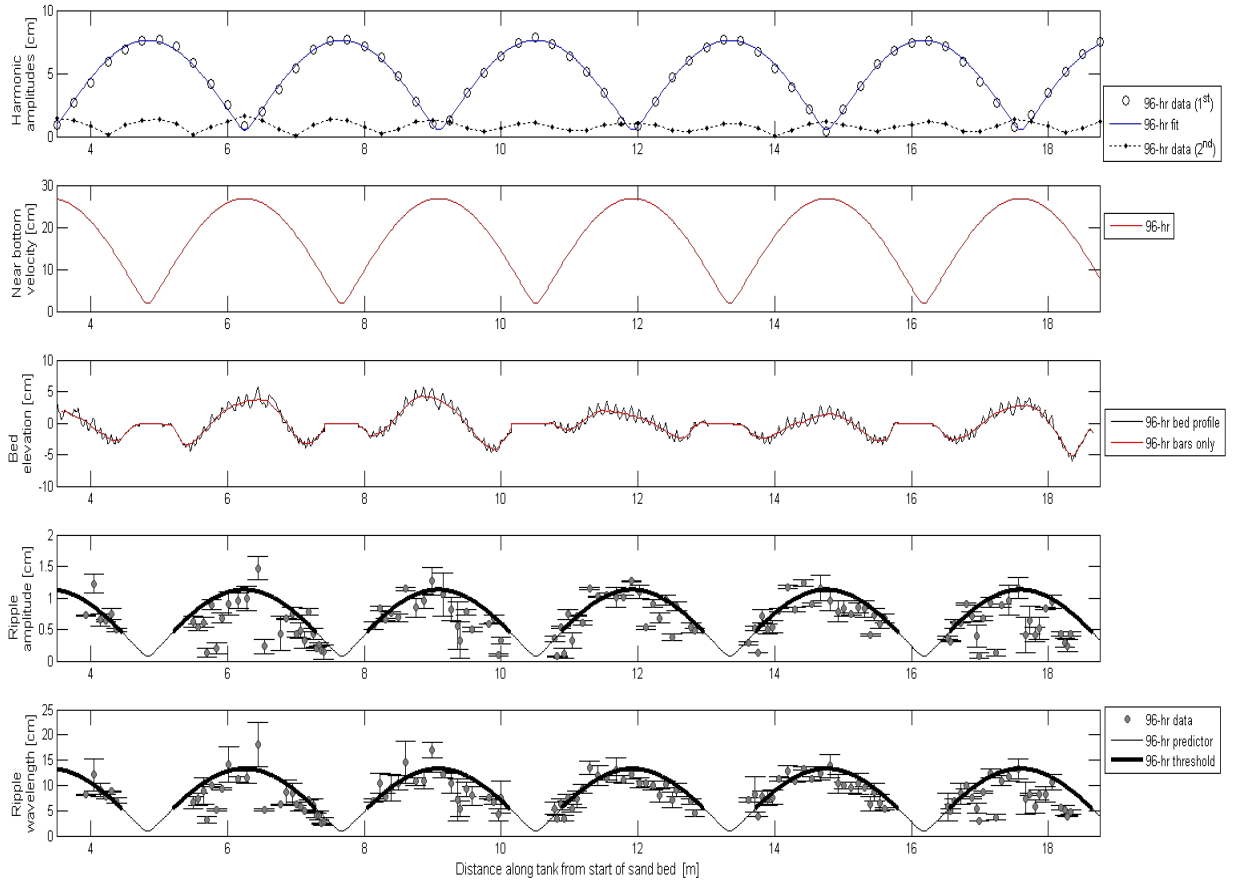 10
5
0
Harmonic
amplitudes [cm]
4 6 8 10 12 14 16 18
96-hr data (1st)
96-hr fit
96-hr data (2nd)
30
20
10
0
Near bottom
velocity [cm]
4 6 8 10 12 14 16 18
96-hr
10
5
0
-5
-10
Bed
elevation [cm]
4 6 8 10 12 14 16 18
96-hr bed profile
96-hr bars only
2
1.5
1
0.5
0
Ripple
amplitude [cm]
4 6 8 10 12 14 16 18
25
20
15
10
5
0
Ripple
wavelength [cm]
4 6 8 10 12 14 16 18
96-hr data
96-hr predictor
96-hr threshold
Distance along tank from start of sand bed [m]